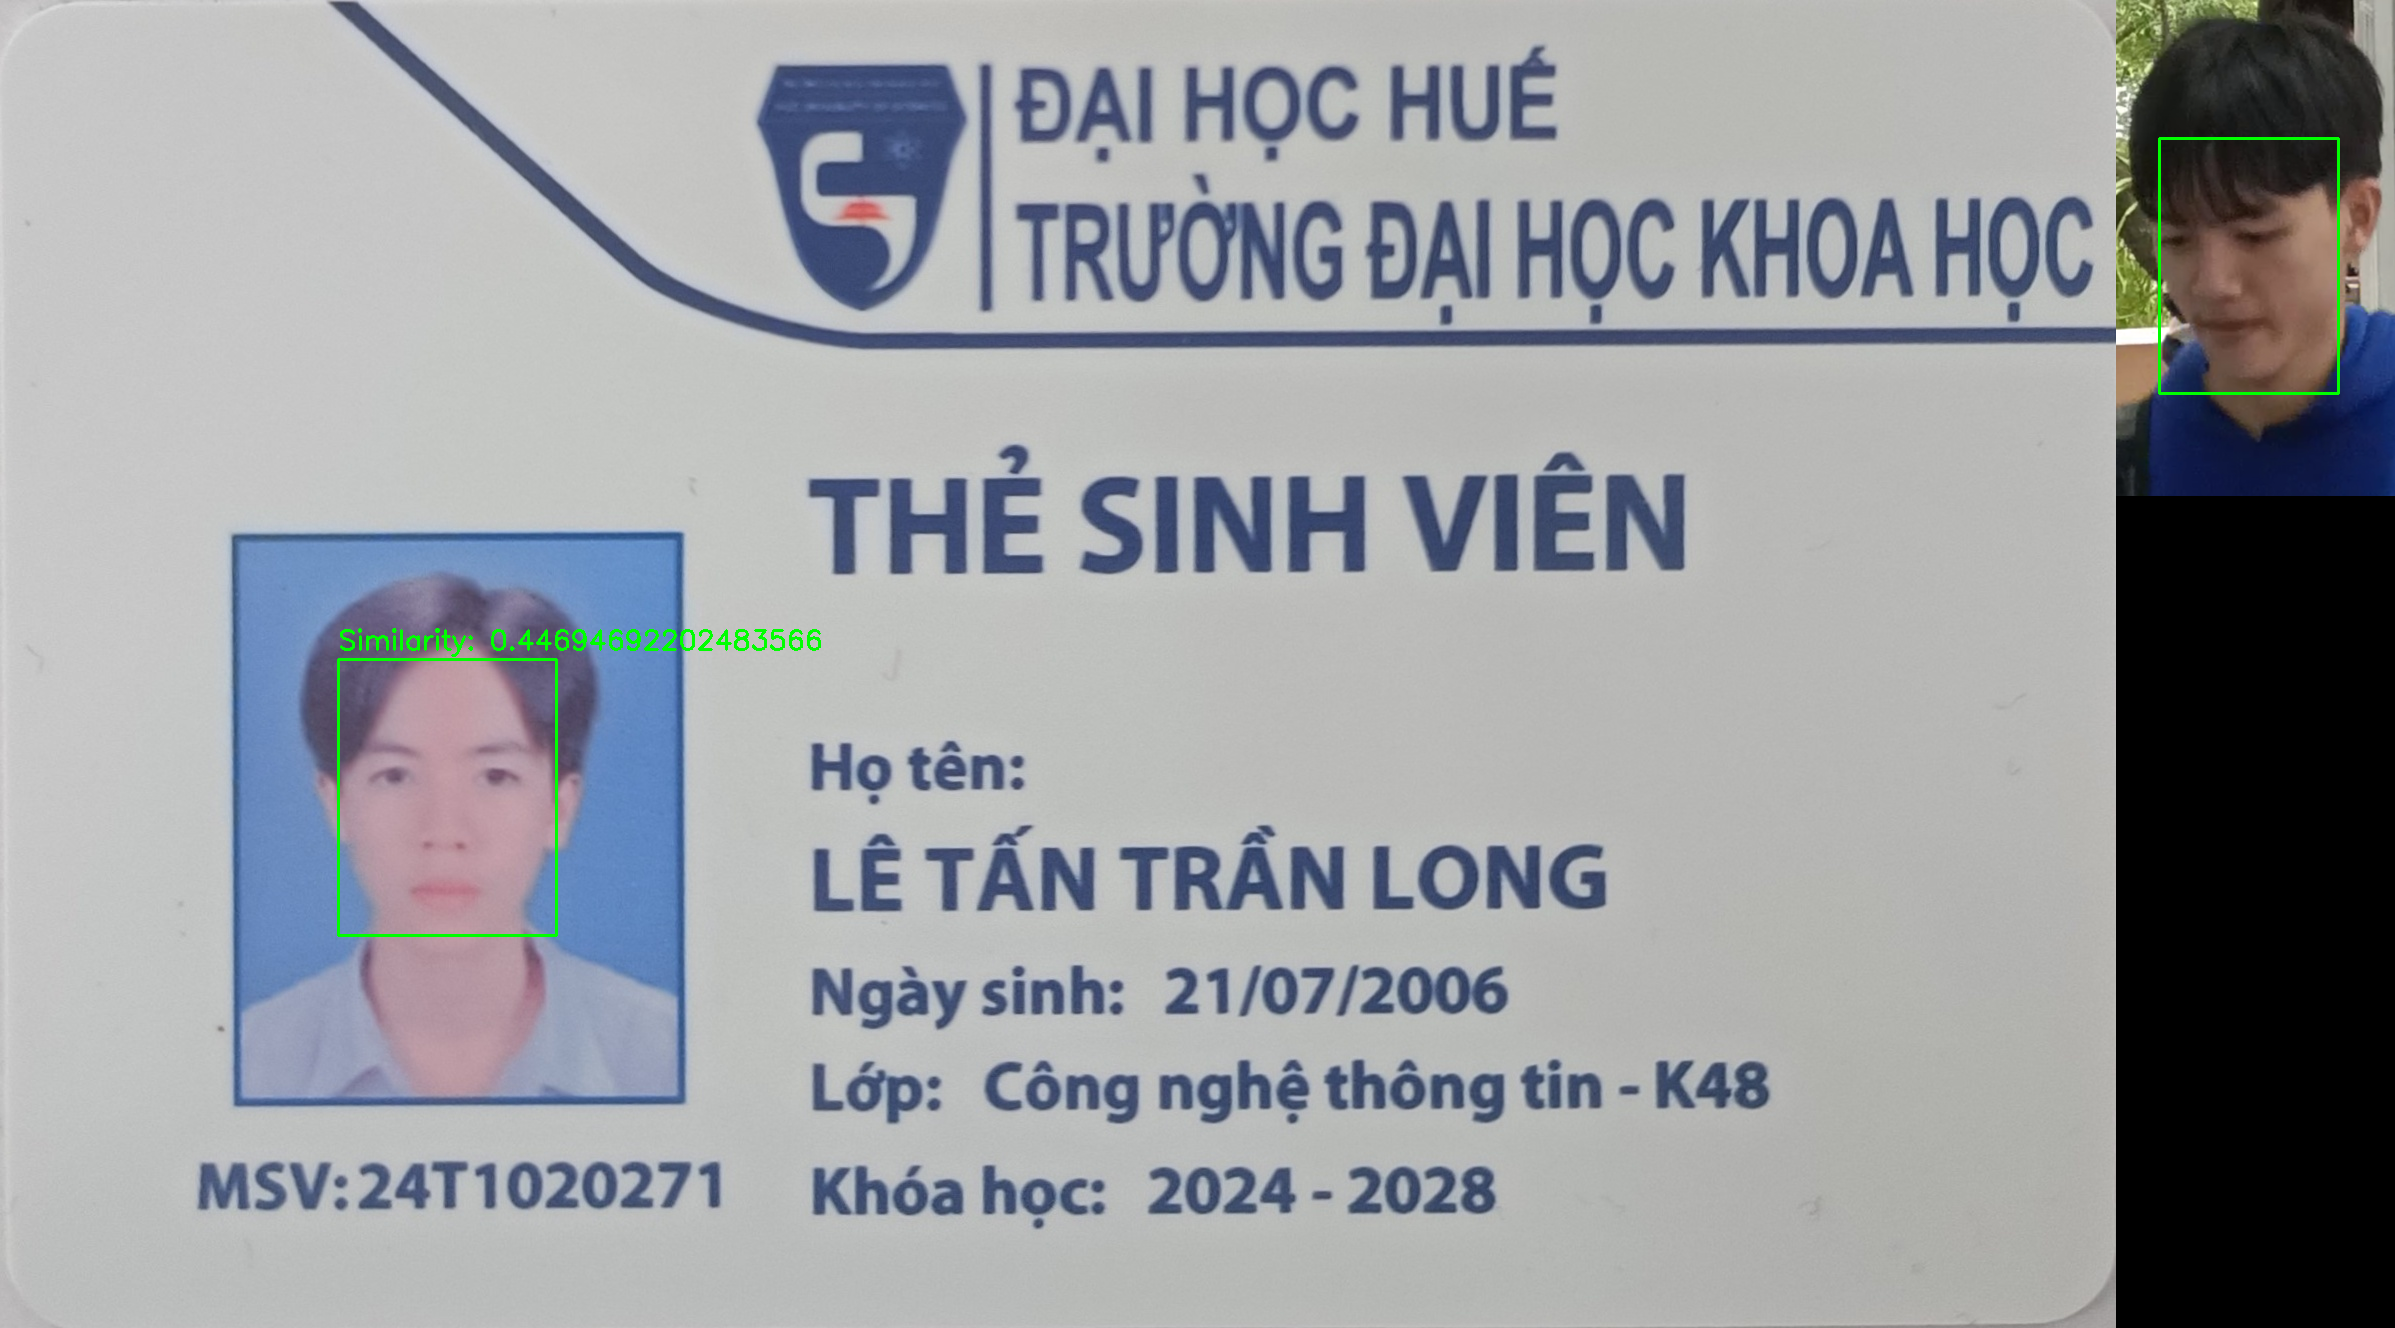 ĐẠI HỌC HUẾ
TRƯỜNG ĐẠI HỌC KHOA HỌC
THẺ SINH VIÊN
Similarity: 0.44694692202483566
Họ tên:
LÊ TẤN TRẦN LONG
Ngày sinh: 21/07/2006
Lớp: Công nghệ thông tin - K48
MSV: 24T1020271
Khóa học: 2024 - 2028